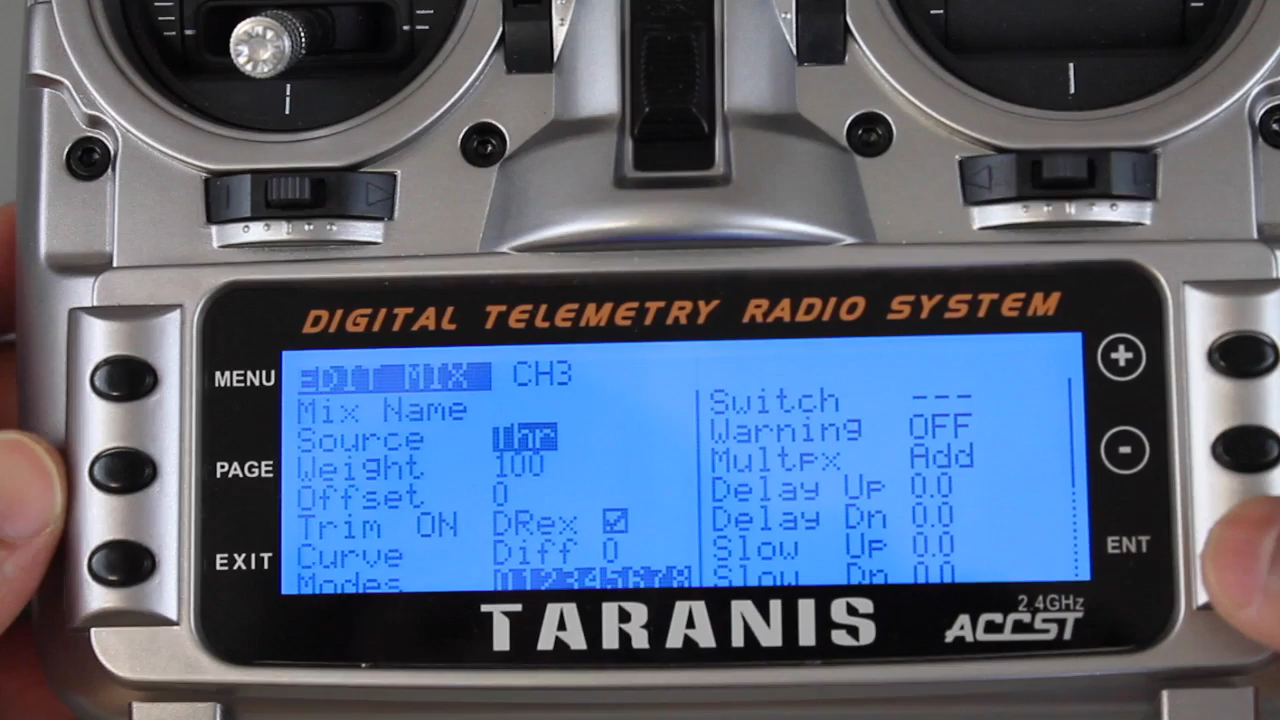 DIGITAL TELEMETRY RADIO SYSTEM
MENU
PAGE
EXIT
EDIT MIX CH3
Mix Name
Source Thr
Weight 100
Offset 0
Trim ON DRex
Curve Diff 0
Modes 012345678
Switch ---
Warning OFF
Multpx Add
Delay Up 0.0
Delay Dn 0.0
Slow Up 0.0
Slow Dn 0.0
+
-
ENT
TARANIS
2.4GHz
ACCST